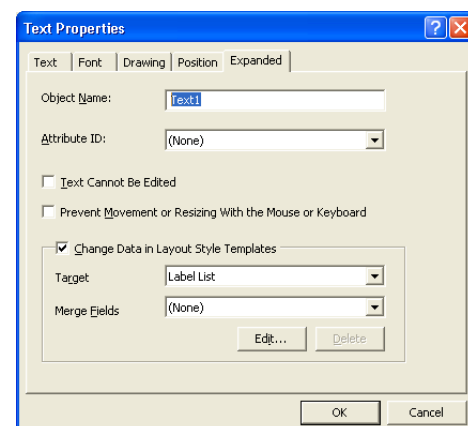 Text Properties
Text Font Drawing Position Expanded
Object Name: Text1
Attribute ID: (None)
Text Cannot Be Edited
Prevent Movement or Resizing With the Mouse or Keyboard
Change Data in Layout Style Templates
Target Label List
Merge Fields (None)
Edit... Delete
OK Cancel